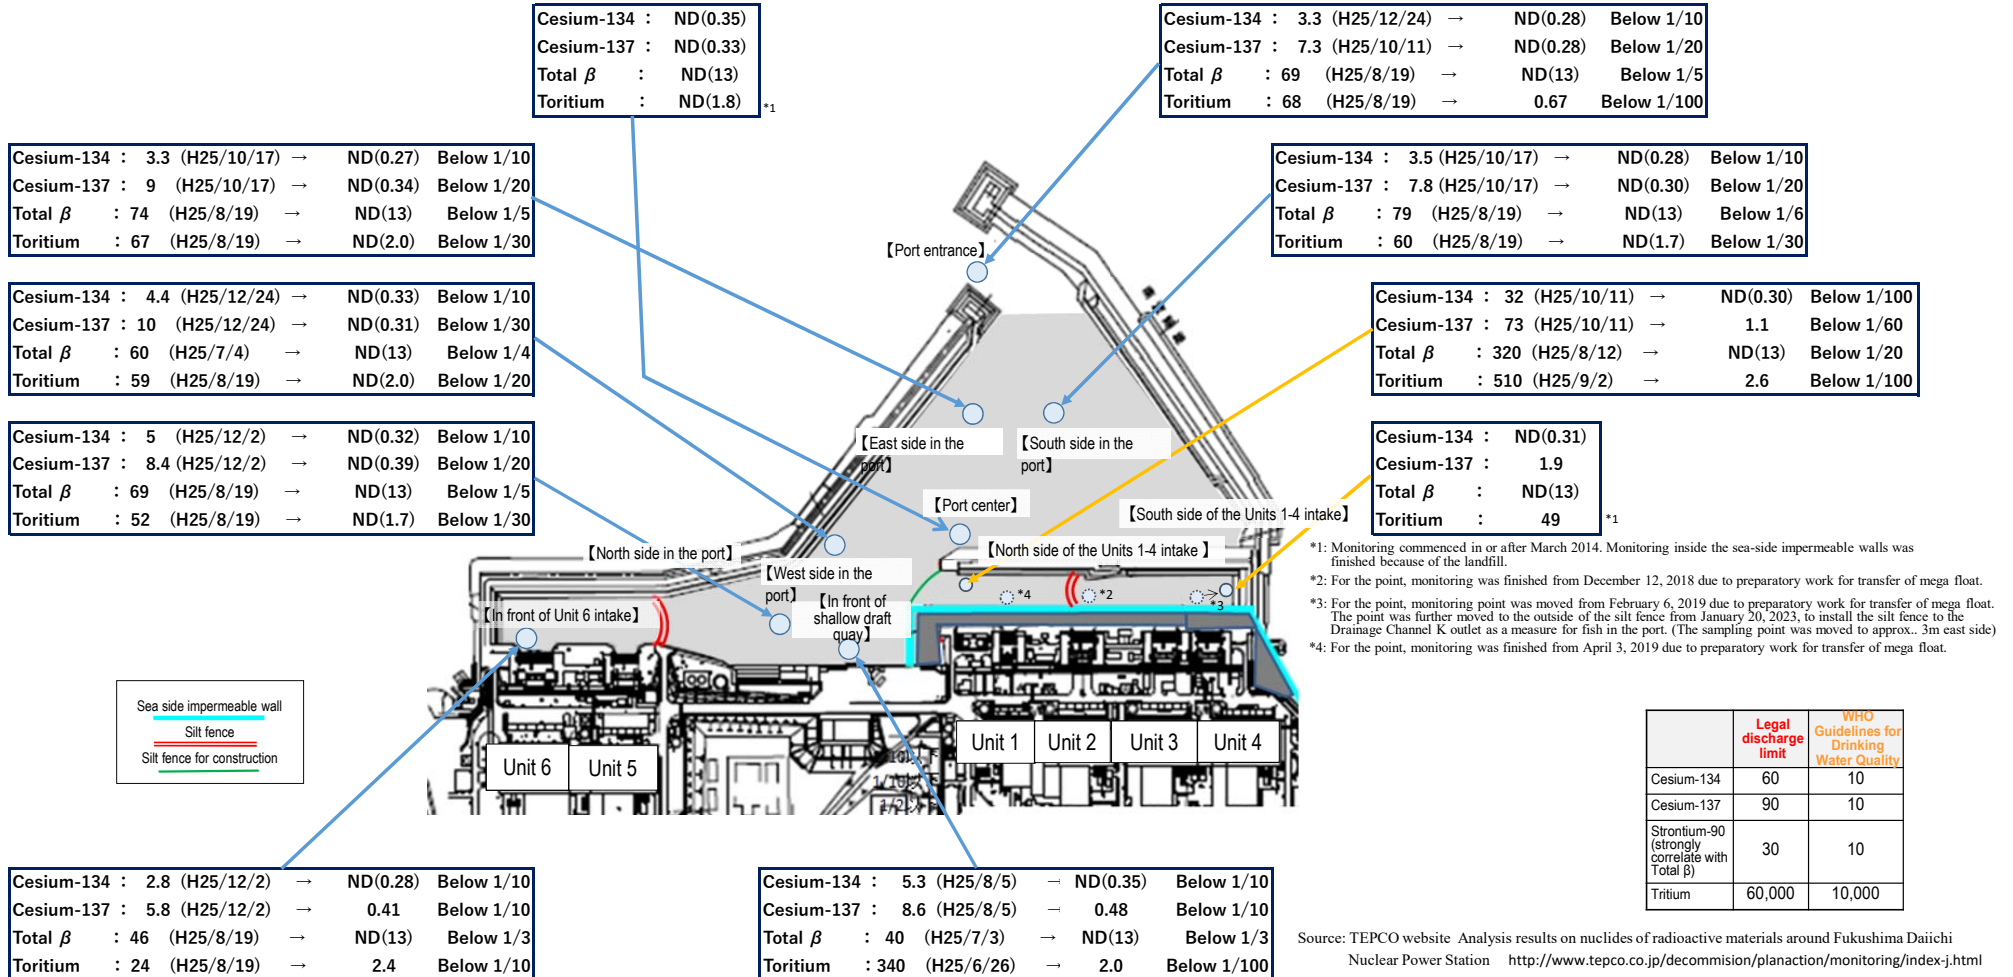 Cesium-134 : ND(0.35)
Cesium-137 : ND(0.33)
Total β : ND(13)
Toritium : ND(1.8) *1
Cesium-134 : 3.3 (H25/12/24) → ND(0.28) Below 1/10
Cesium-137 : 7.3 (H25/10/11) → ND(0.28) Below 1/20
Total β : 69 (H25/8/19) → ND(13) Below 1/5
Toritium : 68 (H25/8/19) → 0.67 Below 1/100
Cesium-134 : 3.3 (H25/10/17) → ND(0.27) Below 1/10
Cesium-137 : 9 (H25/10/17) → ND(0.34) Below 1/20
Total β : 74 (H25/8/19) → ND(13) Below 1/5
Toritium : 67 (H25/8/19) → ND(2.0) Below 1/30
Cesium-134 : 3.5 (H25/10/17) → ND(0.28) Below 1/10
Cesium-137 : 7.8 (H25/10/17) → ND(0.30) Below 1/20
Total β : 79 (H25/8/19) → ND(13) Below 1/6
Toritium : 60 (H25/8/19) → ND(1.7) Below 1/30
Cesium-134 : 4.4 (H25/12/24) → ND(0.33) Below 1/10
Cesium-137 : 10 (H25/12/24) → ND(0.31) Below 1/30
Total β : 60 (H25/7/4) → ND(13) Below 1/4
Toritium : 59 (H25/8/19) → ND(2.0) Below 1/20
Cesium-134 : 32 (H25/10/11) → ND(0.30) Below 1/100
Cesium-137 : 73 (H25/10/11) → 1.1 Below 1/60
Total β : 320 (H25/8/12) → ND(13) Below 1/20
Toritium : 510 (H25/9/2) → 2.6 Below 1/100
Cesium-134 : 5 (H25/12/2) → ND(0.32) Below 1/10
Cesium-137 : 8.4 (H25/12/2) → ND(0.39) Below 1/20
Total β : 69 (H25/8/19) → ND(13) Below 1/5
Toritium : 52 (H25/8/19) → ND(1.7) Below 1/30
Cesium-134 : ND(0.31)
Cesium-137 : 1.9
Total β : ND(13)
Toritium : 49 *1
【Port entrance】
【East side in the
port】
【South side in the
port】
【Port center】
【South side of the Units 1-4 intake】
【North side in the port】
【North side of the Units 1-4 intake 】
【West side in the
port】
【In front of Unit 6 intake】
【In front of
shallow draft
quay】
*4
*2
*3
*1: Monitoring commenced in or after March 2014. Monitoring inside the sea-side impermeable walls was
finished because of the landfill.
*2: For the point, monitoring was finished from December 12, 2018 due to preparatory work for transfer of mega float.
*3: For the point, monitoring point was moved from February 6, 2019 due to preparatory work for transfer of mega float.
The point was further moved to the outside of the silt fence from January 20, 2023, to install the silt fence to the
Drainage Channel K outlet as a measure for fish in the port. (The sampling point was moved to approx.. 3m east side)
*4: For the point, monitoring was finished from April 3, 2019 due to preparatory work for transfer of mega float.
Sea side impermeable wall
Silt fence
Silt fence for construction
Unit 6
Unit 5
Unit 1
Unit 2
Unit 3
Unit 4
Legal discharge limit WHO Guidelines for Drinking Water Quality
Cesium-134 60 10
Cesium-137 90 10
Strontium-90 (strongly correlate with Total β) 30 10
Tritium 60,000 10,000
Cesium-134 : 2.8 (H25/12/2) → ND(0.28) Below 1/10
Cesium-137 : 5.8 (H25/12/2) → 0.41 Below 1/10
Total β : 46 (H25/8/19) → ND(13) Below 1/3
Toritium : 24 (H25/8/19) → 2.4 Below 1/10
Cesium-134 : 5.3 (H25/8/5) → ND(0.35) Below 1/10
Cesium-137 : 8.6 (H25/8/5) → 0.48 Below 1/10
Total β : 40 (H25/7/3) → ND(13) Below 1/3
Toritium : 340 (H25/6/26) → 2.0 Below 1/100
Source: TEPCO website Analysis results on nuclides of radioactive materials around Fukushima Daiichi
Nuclear Power Station http://www.tepco.co.jp/decommision/planaction/monitoring/index-j.html